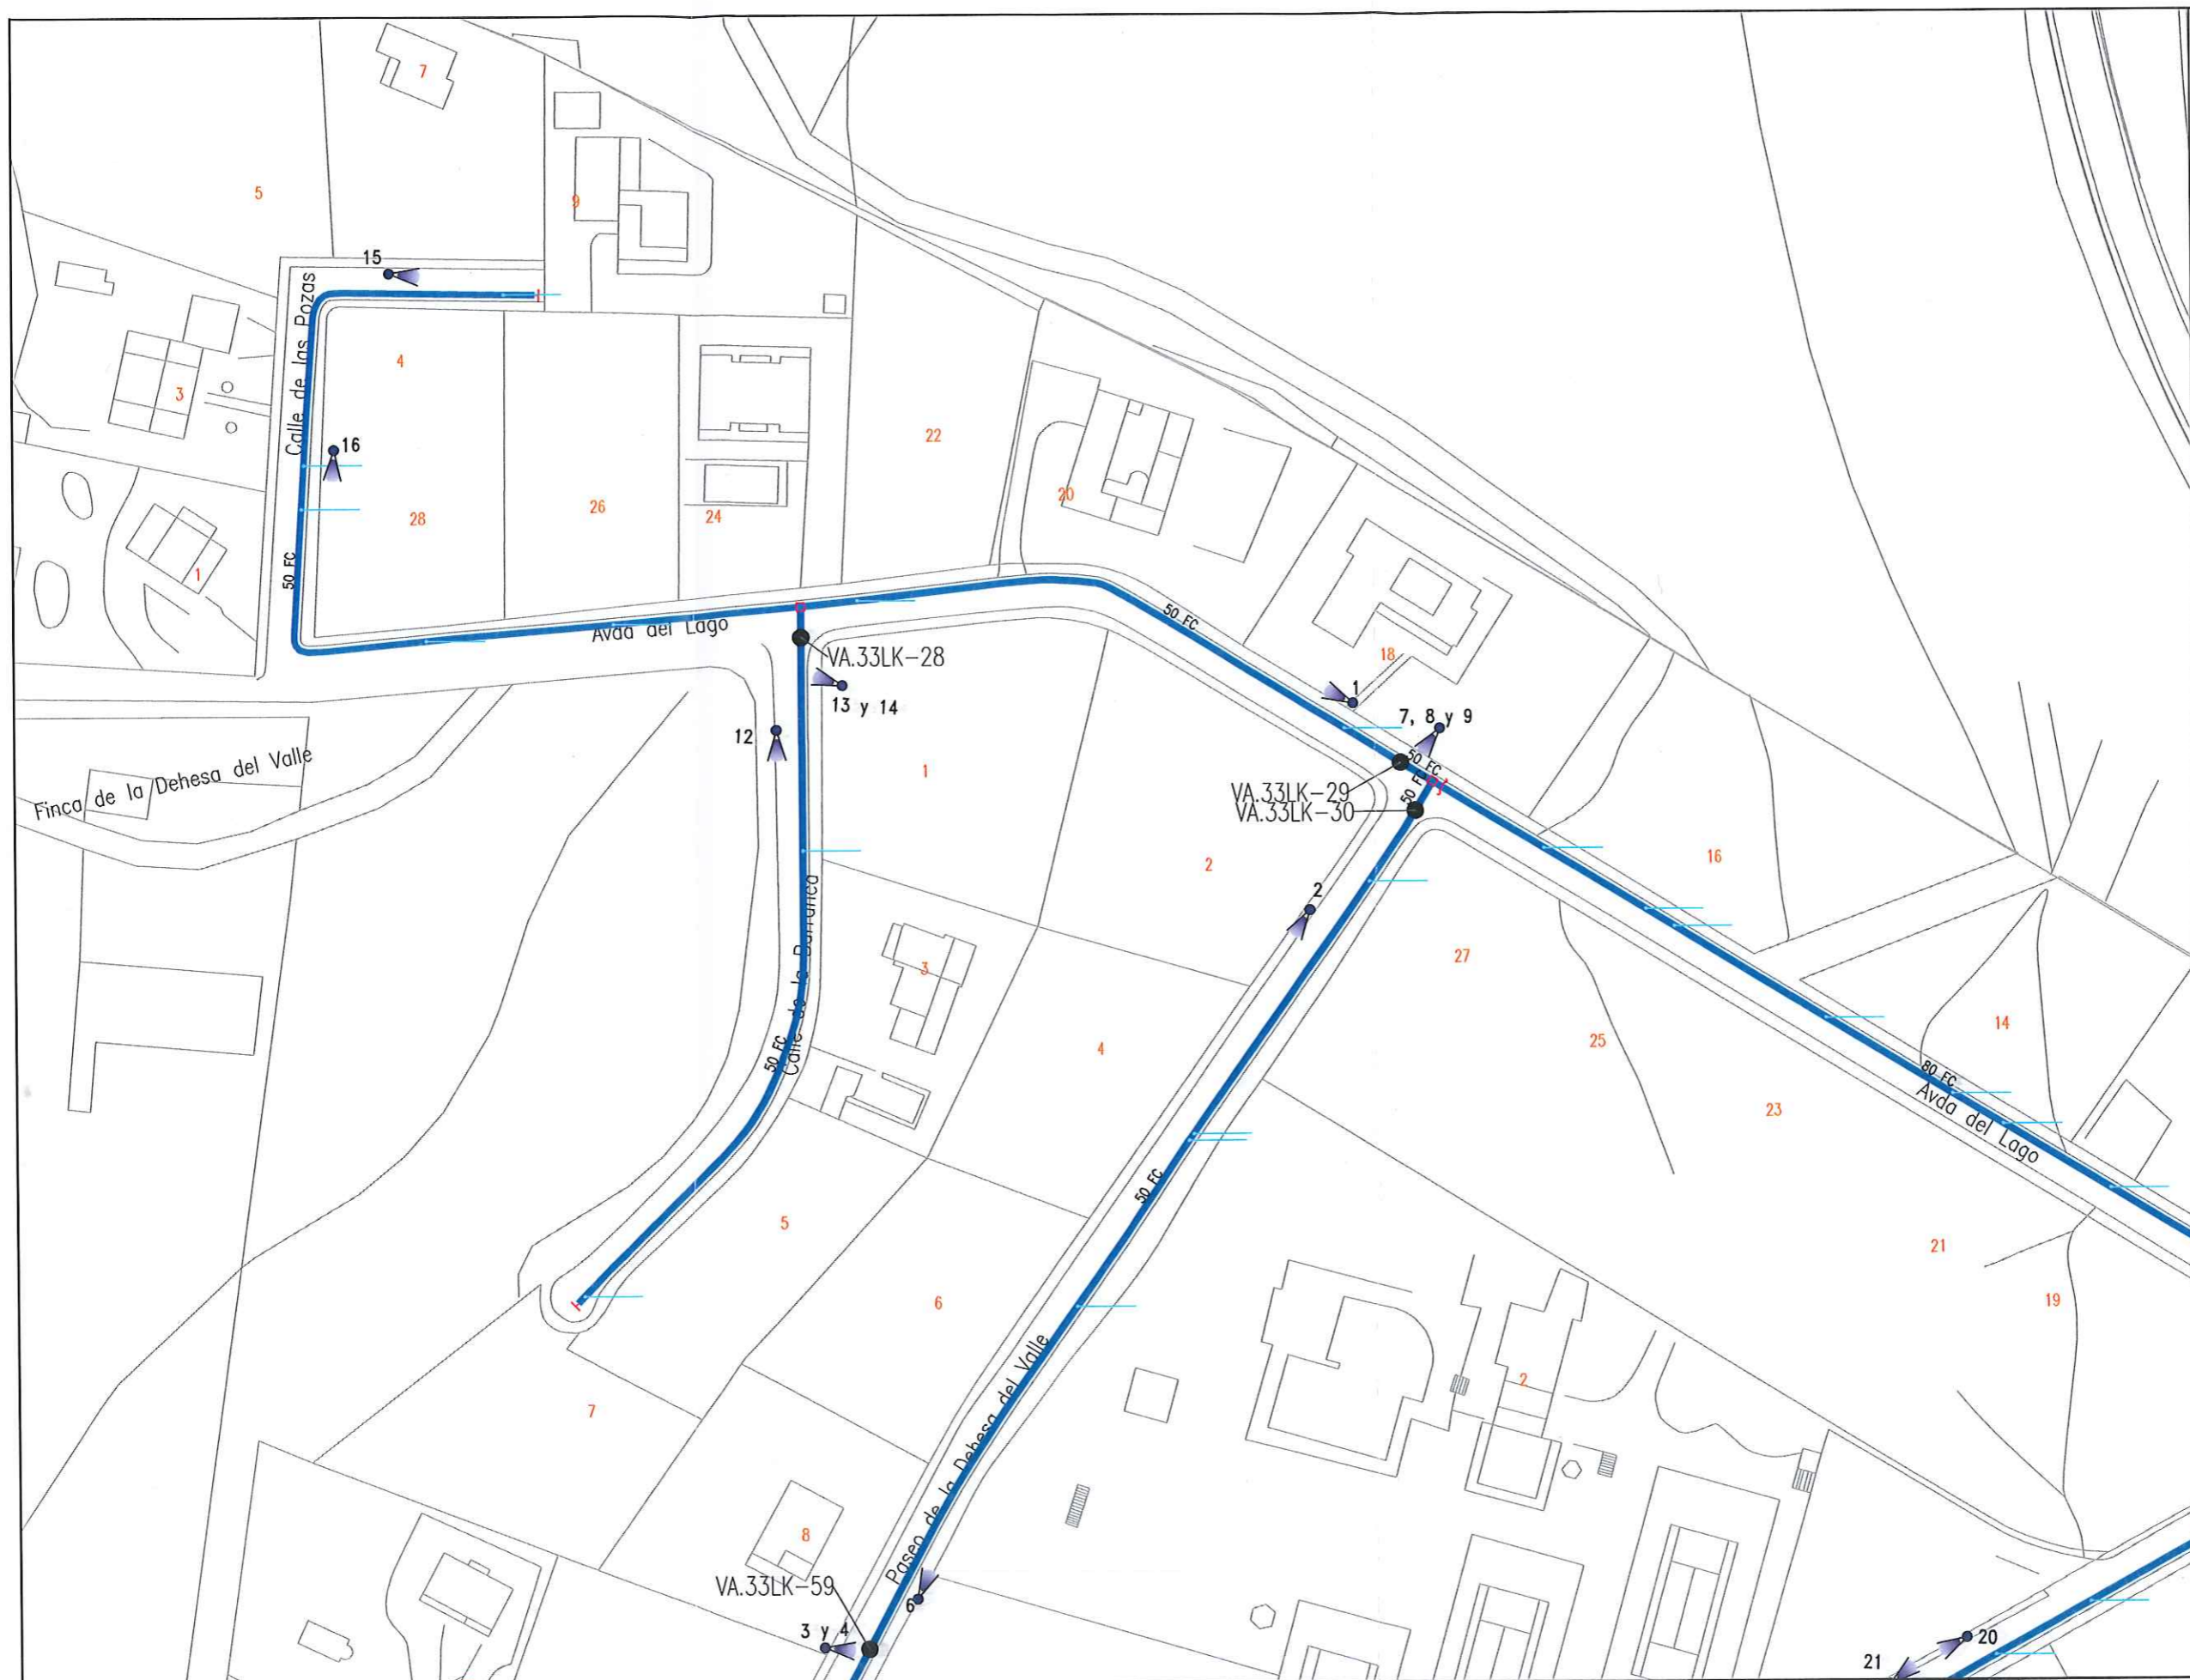 7
5
9
15
Calle de las Pozas
4
3
16
22
20
28
26
24
1
50 FC
50 FC
Avda del Lago
VA.33LK-28
18
1
13 y 14
7, 8 y 9
12
Finca de la Dehesa del Valle
1
50 FC
50 FC
VA.33LK-29
VA.33LK-30
2
16
2
Calle de la Barranca
3
27
14
25
4
50 FC
80 FC
Avda del Lago
23
50 FC
5
21
6
19
Paseo de la Dehesa del Valle
2
7
8
VA.33LK-59
6
3 y 4
20
21